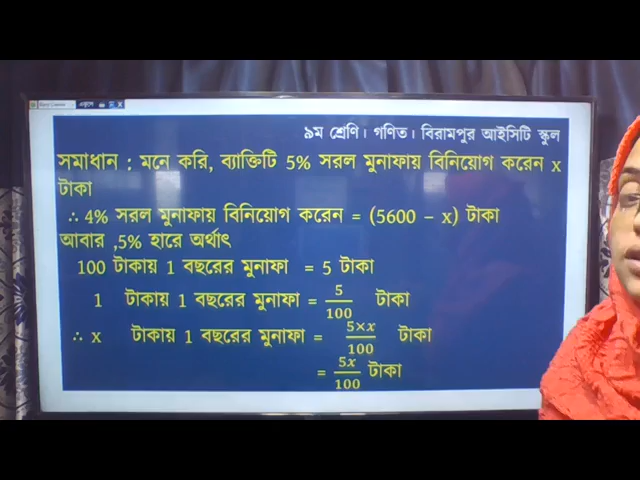 ৯ম শ্রেণি। গণিত। বিরামপুর আইসিটি স্কুল
সমাধান : মনে করি, ব্যাক্তিটি 5% সরল মুনাফায় বিনিয়োগ করেন x
টাকা
∴ 4% সরল মুনাফায় বিনিয়োগ করেন = (5600 – x) টাকা
আবার ,5% হারে অর্থাৎ
100 টাকায় 1 বছরের মুনাফা = 5 টাকা
1 টাকায় 1 বছরের মুনাফা = 5/100 টাকা
∴ x টাকায় 1 বছরের মুনাফা = 5×x/100 টাকা
= 5x/100 টাকা